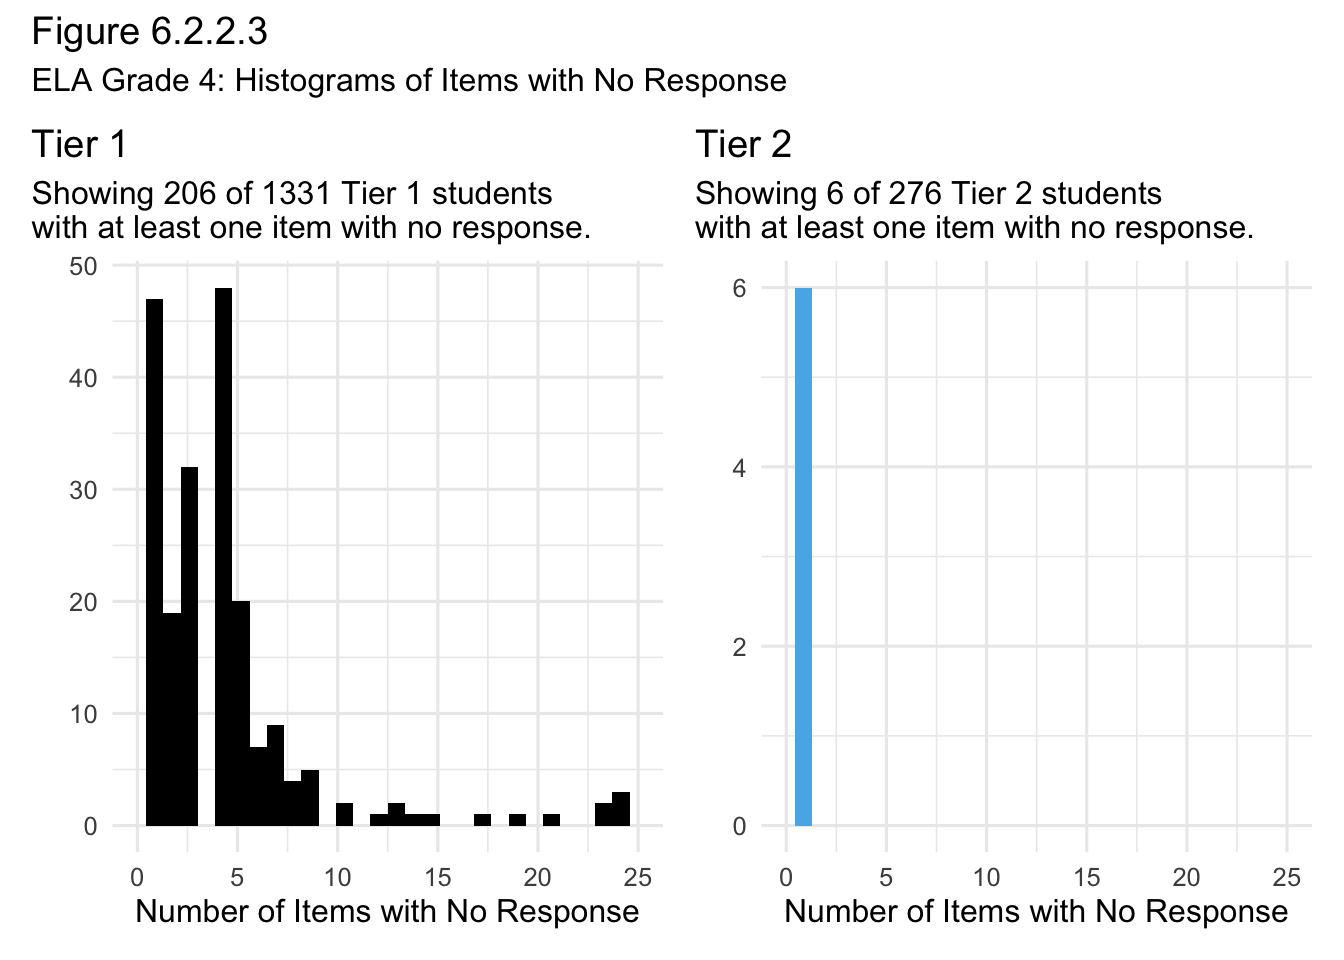 Figure 6.2.2.3
ELA Grade 4: Histograms of Items with No Response
Tier 1
Showing 206 of 1331 Tier 1 students
with at least one item with no response.
50
40
30
20
10
0
0 5 10 15 20 25
Number of Items with No Response
Tier 2
Showing 6 of 276 Tier 2 students
with at least one item with no response.
6
4
2
0
0 5 10 15 20 25
Number of Items with No Response